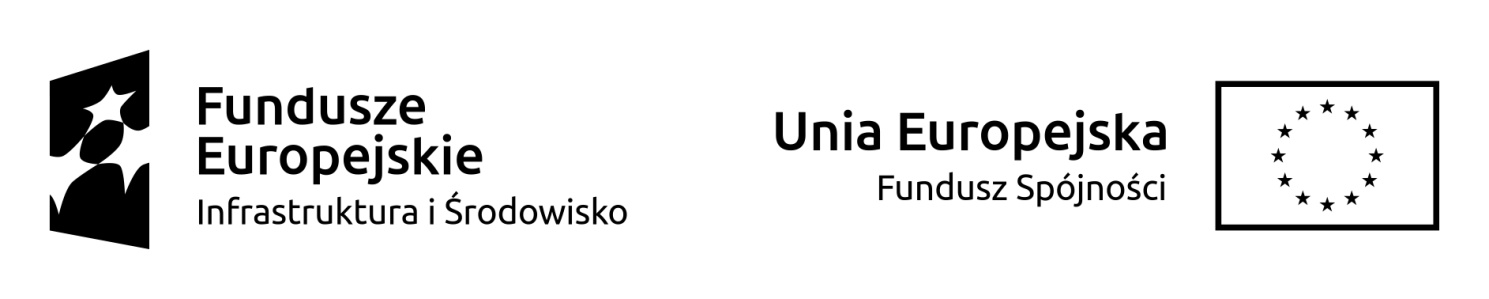 Fundusze
Europejskie
Infrastruktura i Środowisko
Unia Europejska
Fundusz Spójności